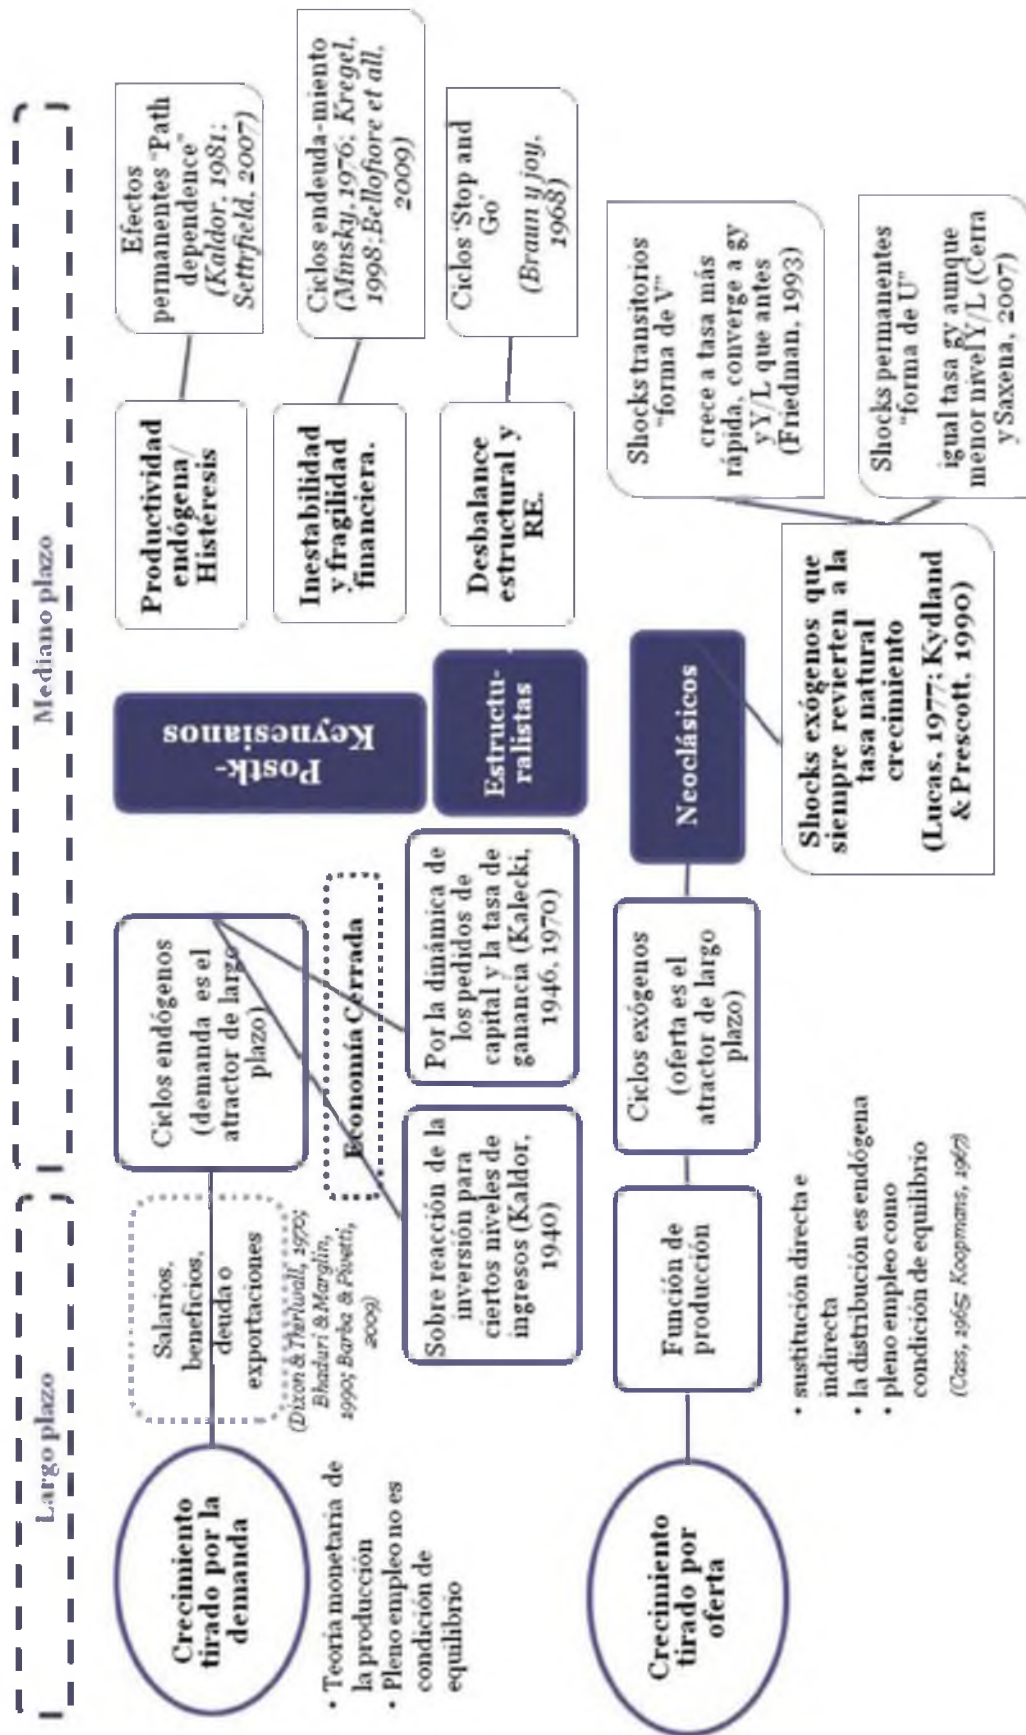 Largo plazo
Mediano plazo
Crecimiento
tirado por la
demanda
• Teoria monetaria de
la producción
• Pleno empleo no es
condición de
equlibrio
Salarios,
beneficios,
deuda o
exportaciones
(Dixon & Therlwall, 1970;
Bhaduri & Marglin,
1990; Barba & Pivetti,
2009)
Ciclos endógenos
(demanda es el
atractor de largo
plazo)
Economía Cerrada
Sobre reacción de la
inversión para
ciertos niveles de
ingresos (Kaldor,
1940)
Por la dinámica de
los pedidos de
capital y la tasa de
ganancia (Kalecki,
1946, 1970)
Postk-
Keynesianos
Estructu-
ralistas
Productividad
endógena/
Histéresis
Efectos
permanentes "Path
dependence"
(Kaldor, 1981;
Settrfield, 2007)
Inestabilidad
y fragilidad
financiera.
Ciclos endeuda-miento
(Minsky, 1976; Kregel,
1998;Bellofiore et all,
2009)
Desbalance
estructural y
RE.
Ciclos 'Stop and
Go'
(Braun y joy,
1968)
Crecimiento
tirado por
oferta
Función de
producción
• sustitución directa e
indirecta
• la distribución es endógena
• pleno empleo como
condición de equilibrio
(Cass, 1965; Koopmans, 1967)
Ciclos exógenos
(oferta es el
atractor de largo
plazo)
Neoclásicos
Shocks exógenos que
siempre revierten a la
tasa natural
crecimiento
(Lucas, 1977; Kydland
& Prescott, 1990)
Shocks transitorios
"forma de V"
crece a tasa más
rápida, converge a gy
y Y/L que antes
(Friedman, 1993)
Shocks permanentes
"forma de U"
igual tasa gy aunque
menor nivel Y/L (Cerra
y Saxena, 2007)